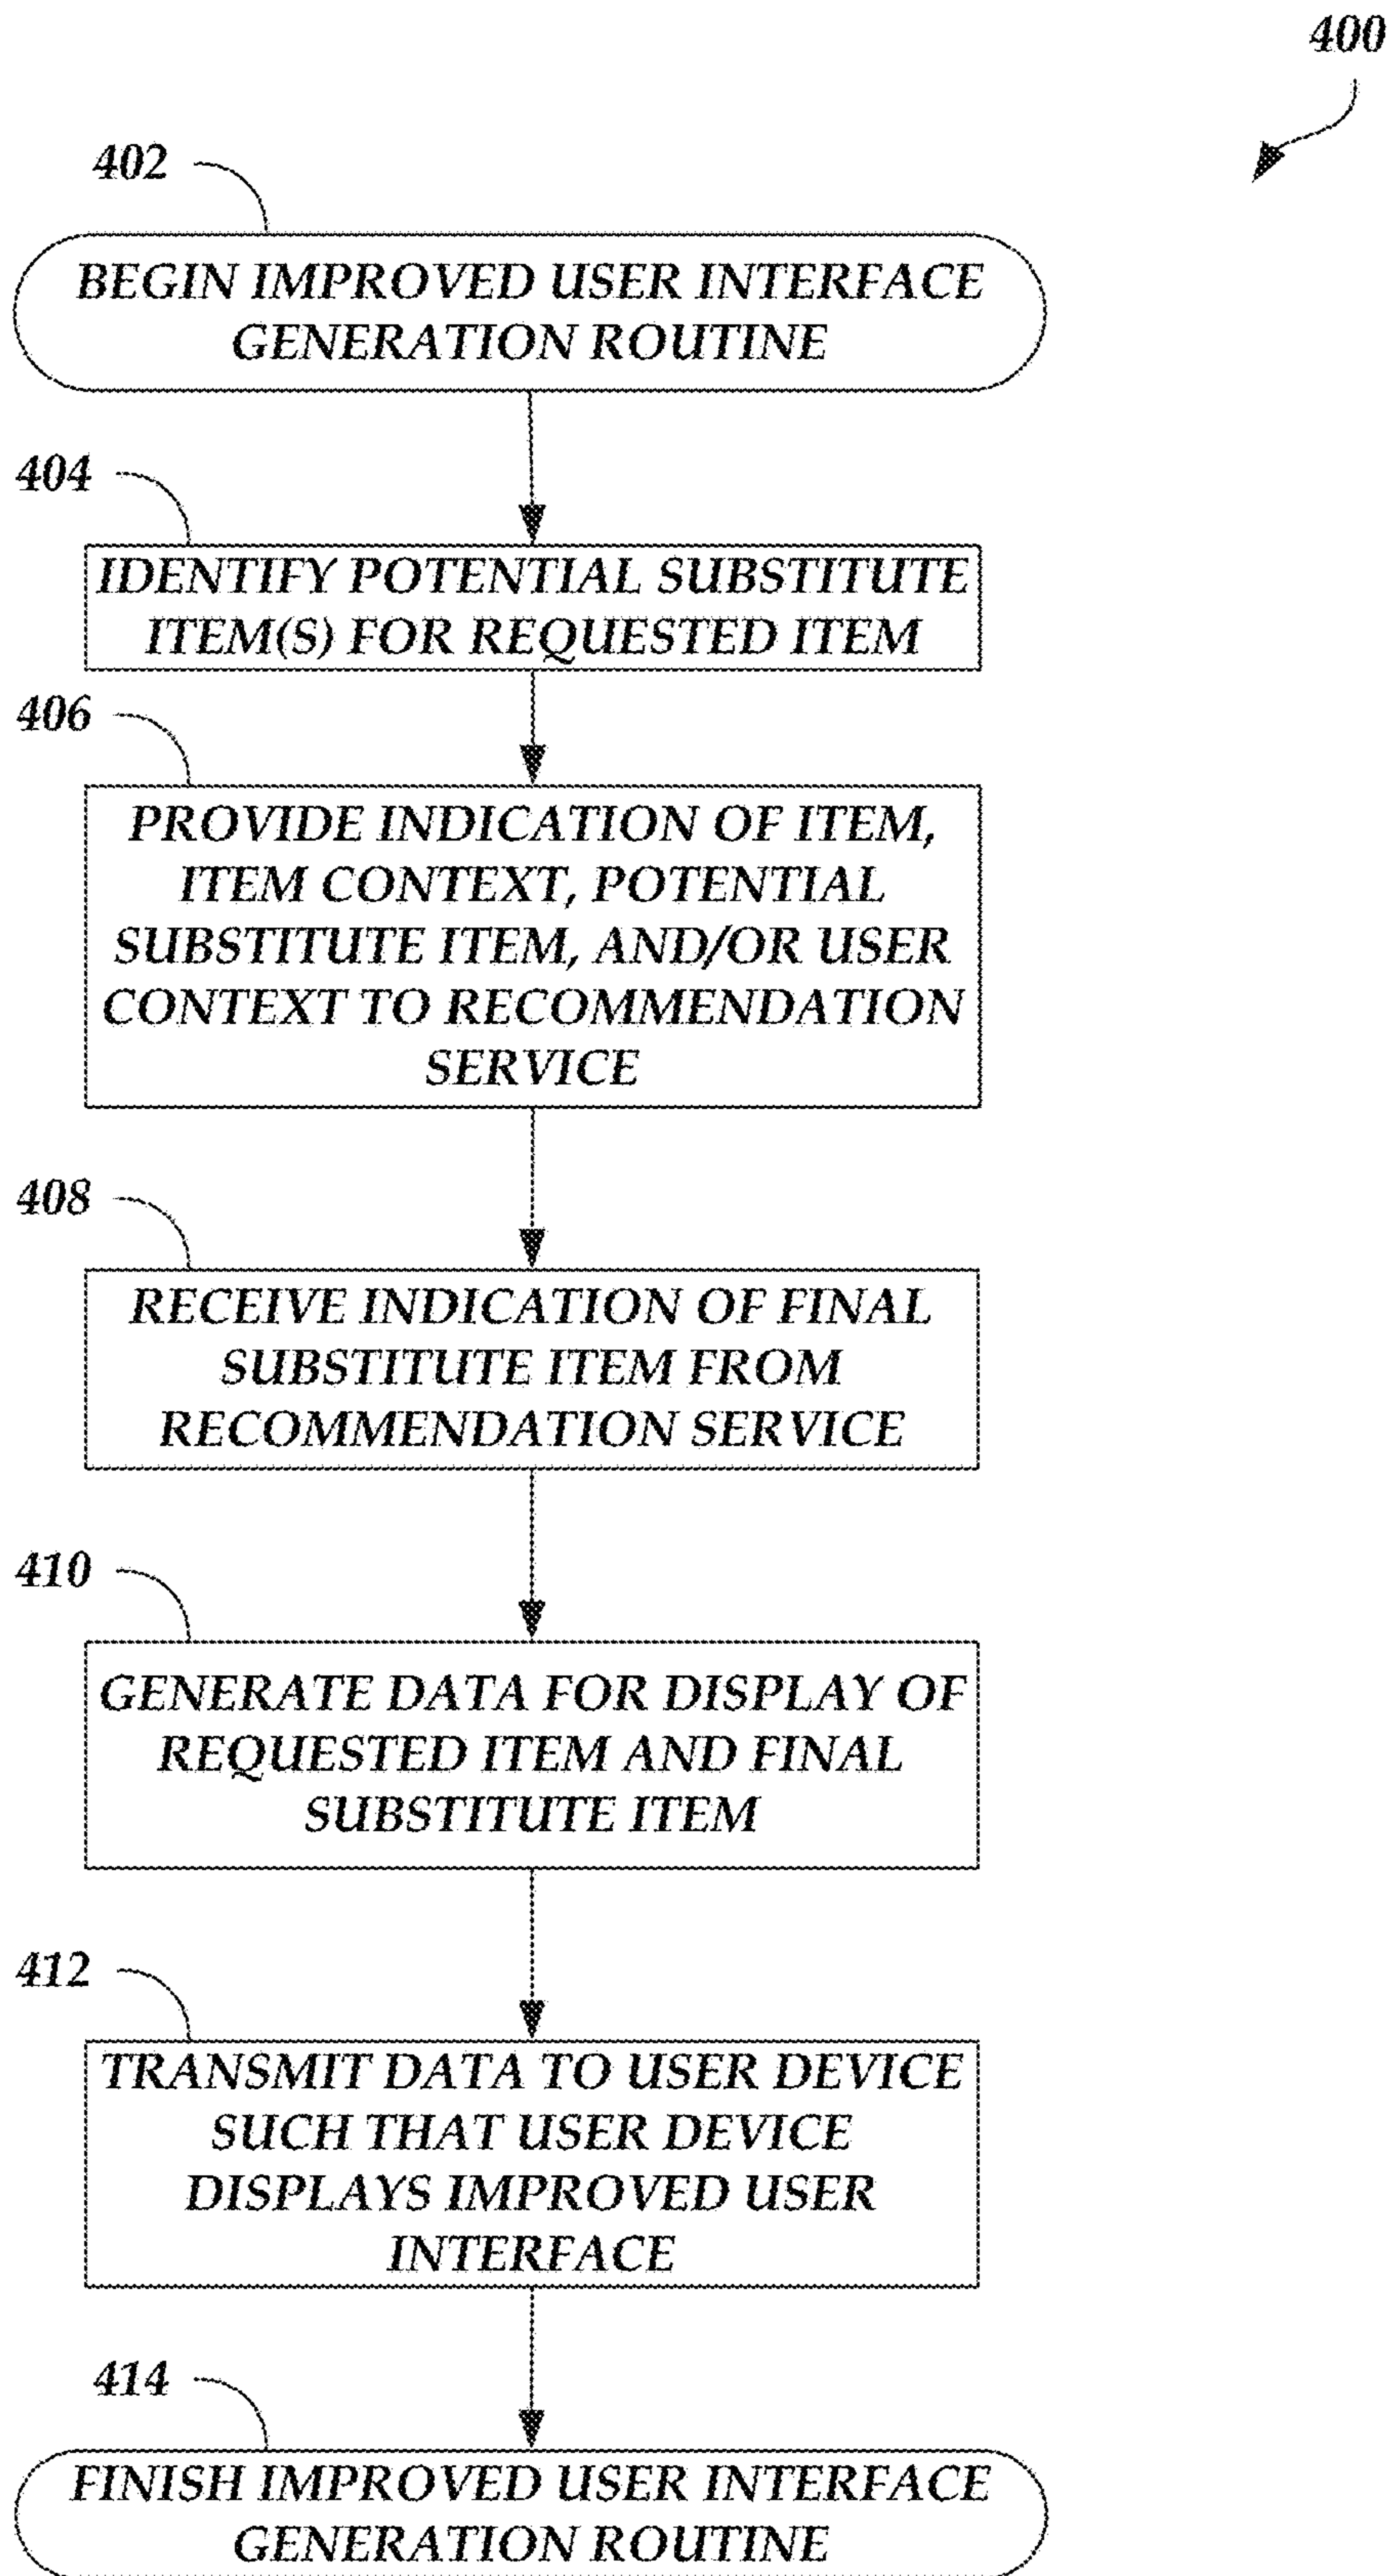 400
402
BEGIN IMPROVED USER INTERFACE
GENERATION ROUTINE
404
IDENTIFY POTENTIAL SUBSTITUTE
ITEM(S) FOR REQUESTED ITEM
406
PROVIDE INDICATION OF ITEM,
ITEM CONTEXT, POTENTIAL
SUBSTITUTE ITEM, AND/OR USER
CONTEXT TO RECOMMENDATION
SERVICE
408
RECEIVE INDICATION OF FINAL
SUBSTITUTE ITEM FROM
RECOMMENDATION SERVICE
410
GENERATE DATA FOR DISPLAY OF
REQUESTED ITEM AND FINAL
SUBSTITUTE ITEM
412
TRANSMIT DATA TO USER DEVICE
SUCH THAT USER DEVICE
DISPLAYS IMPROVED USER
INTERFACE
414
FINISH IMPROVED USER INTERFACE
GENERATION ROUTINE